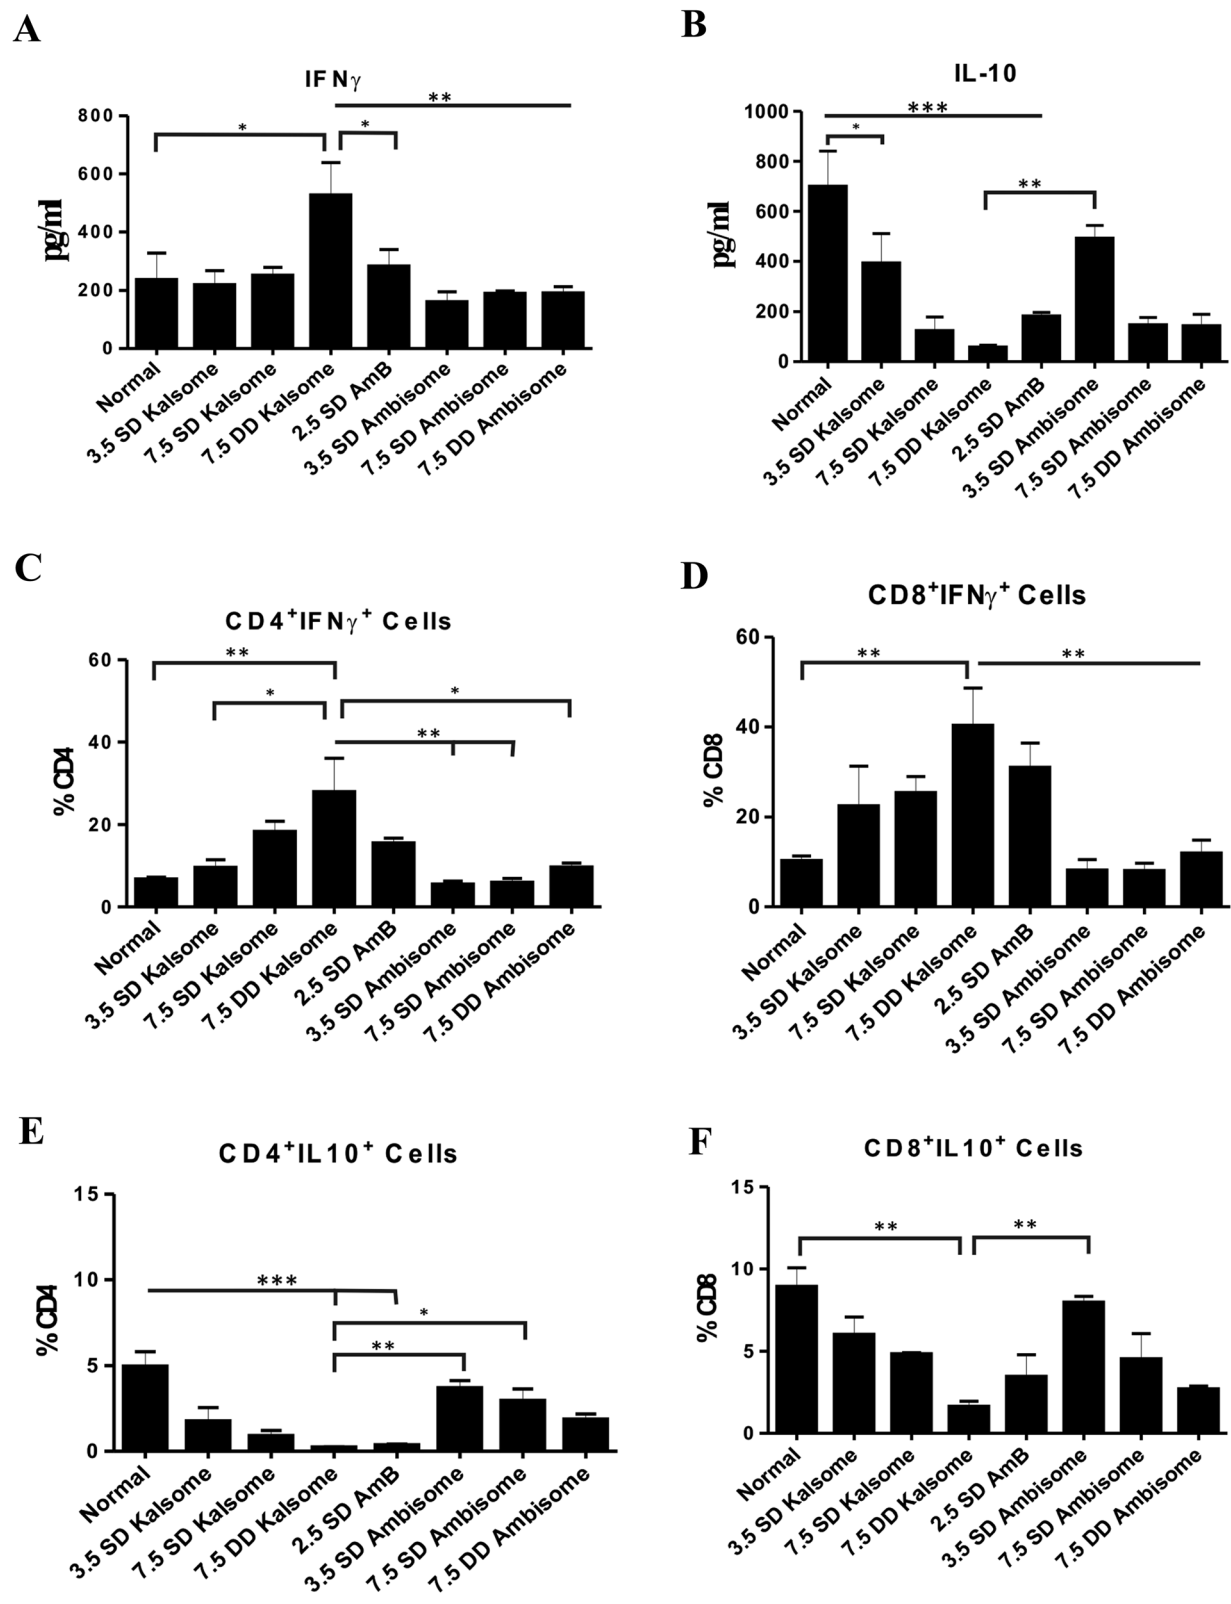 A
IFNγ
** 
* *
800
600
400
200
0
pg/ml
Normal
3.5 SD Kalsome
7.5 SD Kalsome
7.5 DD Kalsome
2.5 SD AmB
3.5 SD Ambisome
7.5 SD Ambisome
7.5 DD Ambisome
B
IL-10
***
*
**
1000
800
600
400
200
0
pg/ml
Normal
3.5 SD Kalsome
7.5 SD Kalsome
7.5 DD Kalsome
2.5 SD AmB
3.5 SD Ambisome
7.5 SD Ambisome
7.5 DD Ambisome
C
CD4+IFNγ+ Cells
**
* *
**
60
40
20
0
%CD4
Normal
3.5 SD Kalsome
7.5 SD Kalsome
7.5 DD Kalsome
2.5 SD AmB
3.5 SD Ambisome
7.5 SD Ambisome
7.5 DD Ambisome
D
CD8+IFNγ+ Cells
** **
60
40
20
0
% CD8
Normal
3.5 SD Kalsome
7.5 SD Kalsome
7.5 DD Kalsome
2.5 SD AmB
3.5 SD Ambisome
7.5 SD Ambisome
7.5 DD Ambisome
E
CD4+IL10+ Cells
***
*
**
15
10
5
0
%CD4
Normal
3.5 SD Kalsome
7.5 SD Kalsome
7.5 DD Kalsome
2.5 SD AmB
3.5 SD Ambisome
7.5 SD Ambisome
7.5 DD Ambisome
F
CD8+IL10+ Cells
** **
15
10
5
0
% CD8
Normal
3.5 SD Kalsome
7.5 SD Kalsome
7.5 DD Kalsome
2.5 SD AmB
3.5 SD Ambisome
7.5 SD Ambisome
7.5 DD Ambisome